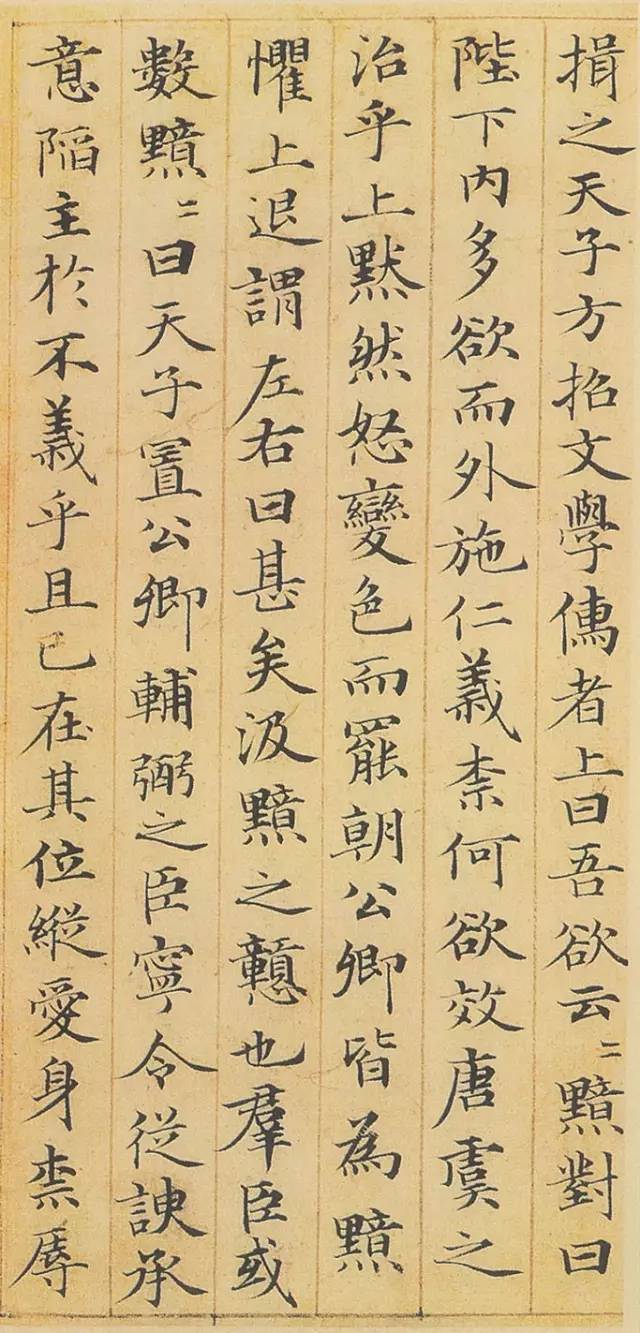 揖之天子方招文學儁者上曰吾欲云〻黯對曰
陛下内多欲而外施仁義柰何欲效唐虞之
治乎上黙然怒變色而罷朝公卿皆為黯
懼上退謂左右曰甚矣汲黯之戇也羣臣或
數黯〻曰天子置公卿輔弼之臣寧令從諛承
意陷主於不義乎且已在其位縱愛身柰辱